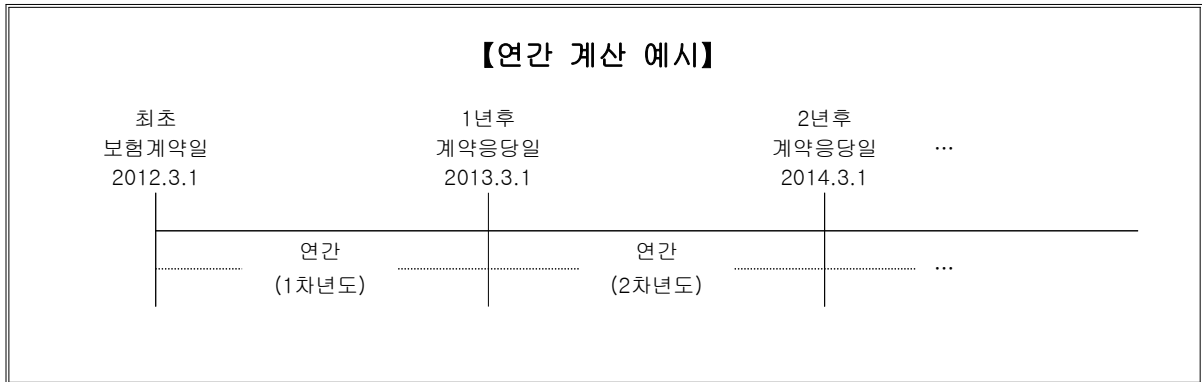 【연간 계산 예시】
최초
보험계약일
2012.3.1
1년후
계약응당일
2013.3.1
2년후
계약응당일
2014.3.1
…
연간
(1차년도)
연간
(2차년도)
…